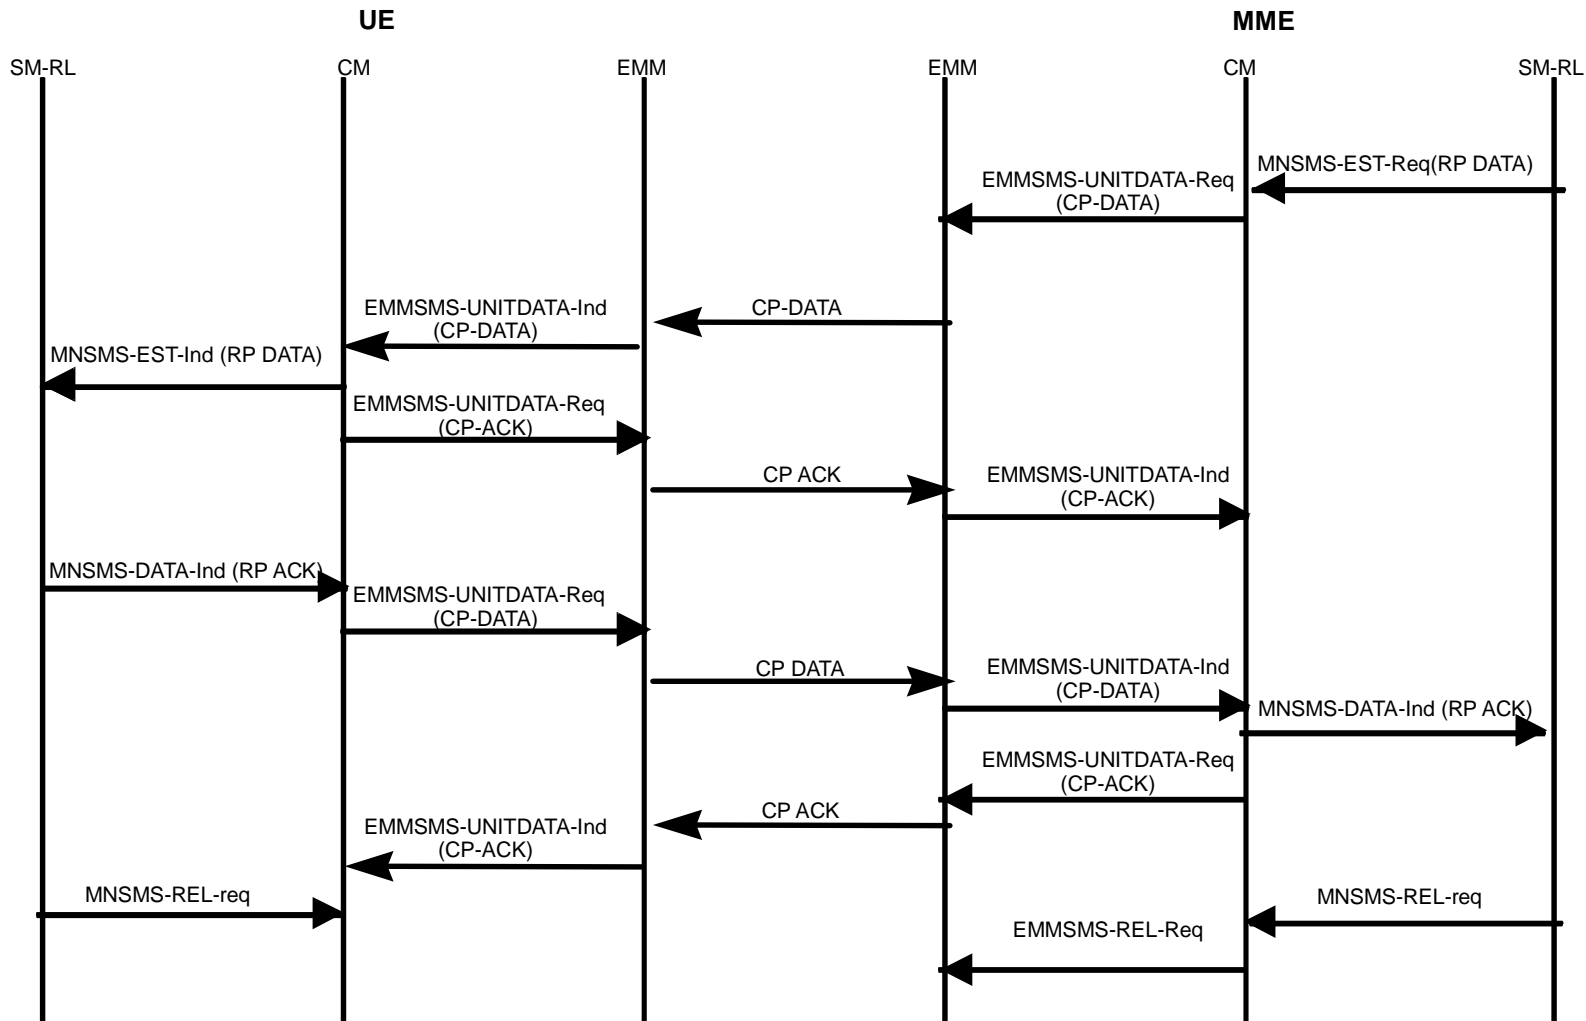 UE
MME
SM-RL
CM
EMM
EMM
CM
SM-RL
MNSMS-EST-Req(RP DATA)
EMMSMS-UNITDATA-Req
(CP-DATA)
CP-DATA
EMMSMS-UNITDATA-Ind
(CP-DATA)
MNSMS-EST-Ind (RP DATA)
EMMSMS-UNITDATA-Req
(CP-ACK)
CP ACK
EMMSMS-UNITDATA-Ind
(CP-ACK)
MNSMS-DATA-Ind (RP ACK)
EMMSMS-UNITDATA-Req
(CP-DATA)
CP DATA
EMMSMS-UNITDATA-Ind
(CP-DATA)
MNSMS-DATA-Ind (RP ACK)
EMMSMS-UNITDATA-Req
(CP-ACK)
CP ACK
EMMSMS-UNITDATA-Ind
(CP-ACK)
MNSMS-REL-req
MNSMS-REL-req
EMMSMS-REL-Req